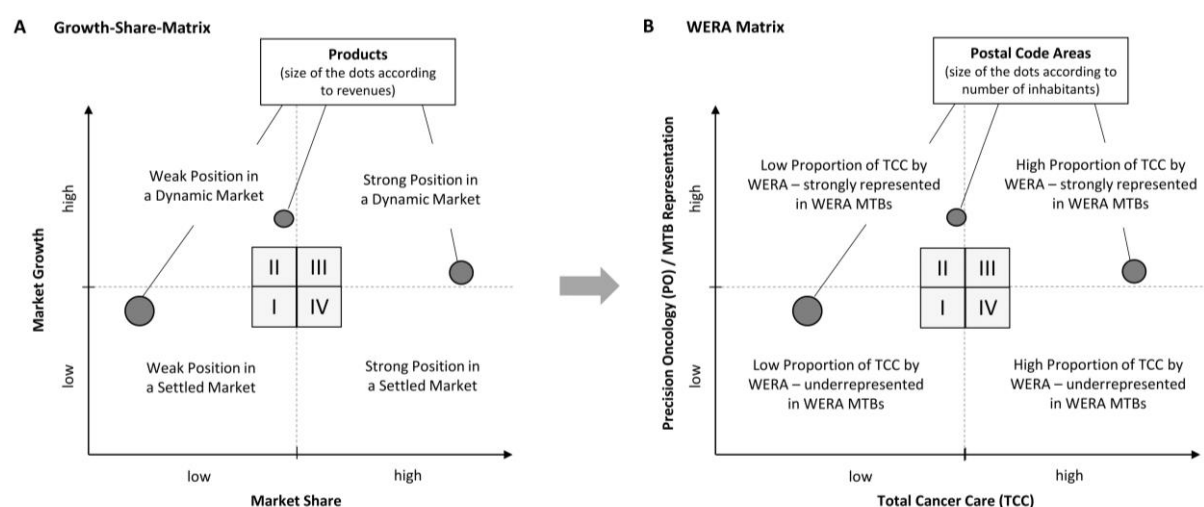 A Growth-Share-Matrix
Products
(size of the dots according
to revenues)
Weak Position in
a Dynamic Market
Strong Position in
a Dynamic Market
high
Market Growth
low
II III
I IV
Weak Position in
a Settled Market
Strong Position in
a Settled Market
low
high
Market Share
B WERA Matrix
Postal Code Areas
(size of the dots according to
number of inhabitants)
Low Proportion of TCC by
WERA – strongly represented
in WERA MTBs
High Proportion of TCC by
WERA – strongly represented
in WERA MTBs
high
Precision Oncology (PO) / MTB Representation
low
II III
I IV
Low Proportion of TCC by
WERA – underrepresented
in WERA MTBs
High Proportion of TCC by
WERA – underrepresented
in WERA MTBs
low
high
Total Cancer Care (TCC)